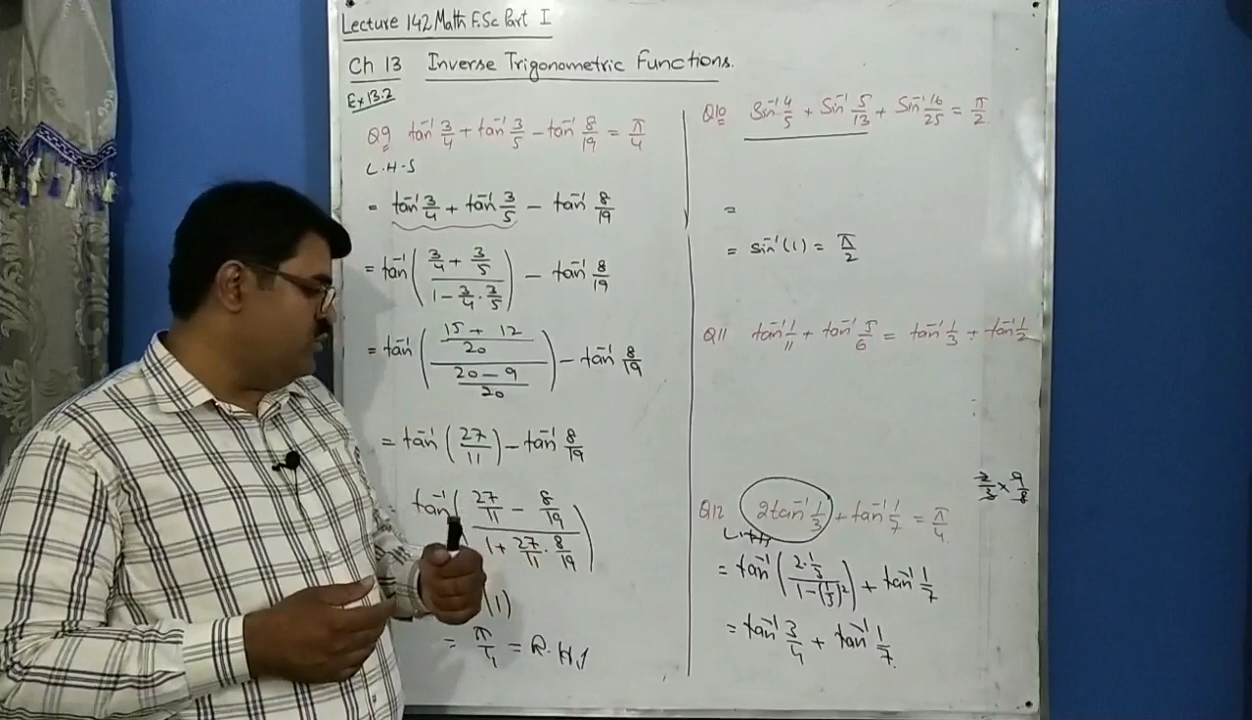 Lecture 142 Math F.Sc Part I
Ch 13 Inverse Trigonometric Functions.
Ex 13.2
Q9 tan⁻¹ 3/4 + tan⁻¹ 3/5 − tan⁻¹ 8/19 = π/4
L.H.S
= tan⁻¹ 3/4 + tan⁻¹ 3/5 − tan⁻¹ 8/19
= tan⁻¹((3/4 + 3/5)/(1 − 3/4 · 3/5)) − tan⁻¹ 8/19
= tan⁻¹(((15 + 12)/20)/((20 − 9)/20)) − tan⁻¹ 8/19
= tan⁻¹(27/11) − tan⁻¹ 8/19
tan⁻¹((27/11 − 8/19)/(1 + 27/11 · 8/19))
(1)
= π/4 = R.H.S
Q10 Sin⁻¹ 4/5 + Sin⁻¹ 5/13 + Sin⁻¹ 16/25 = π/2
=
= sin⁻¹(1) = π/2
Q11 tan⁻¹ 1/11 + tan⁻¹ 5/6 = tan⁻¹ 1/3 + tan⁻¹ 1/2
2/3 × 9/8
Q12 2tan⁻¹ 1/3 + tan⁻¹ 1/7 = π/4
= tan⁻¹((2·1/3)/(1 − (1/3)²)) + tan⁻¹ 1/7
= tan⁻¹ 3/4 + tan⁻¹ 1/7